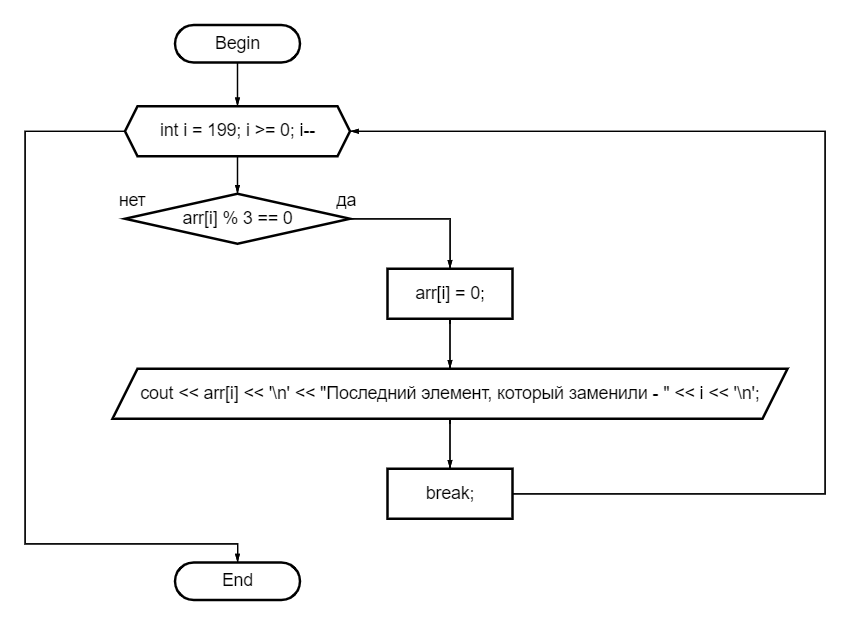 Begin
int i = 199; i >= 0; i--
нет
да
arr[i] % 3 == 0
arr[i] = 0;
cout << arr[i] << '\n' << "Последний элемент, который заменили - " << i << '\n';
break;
End